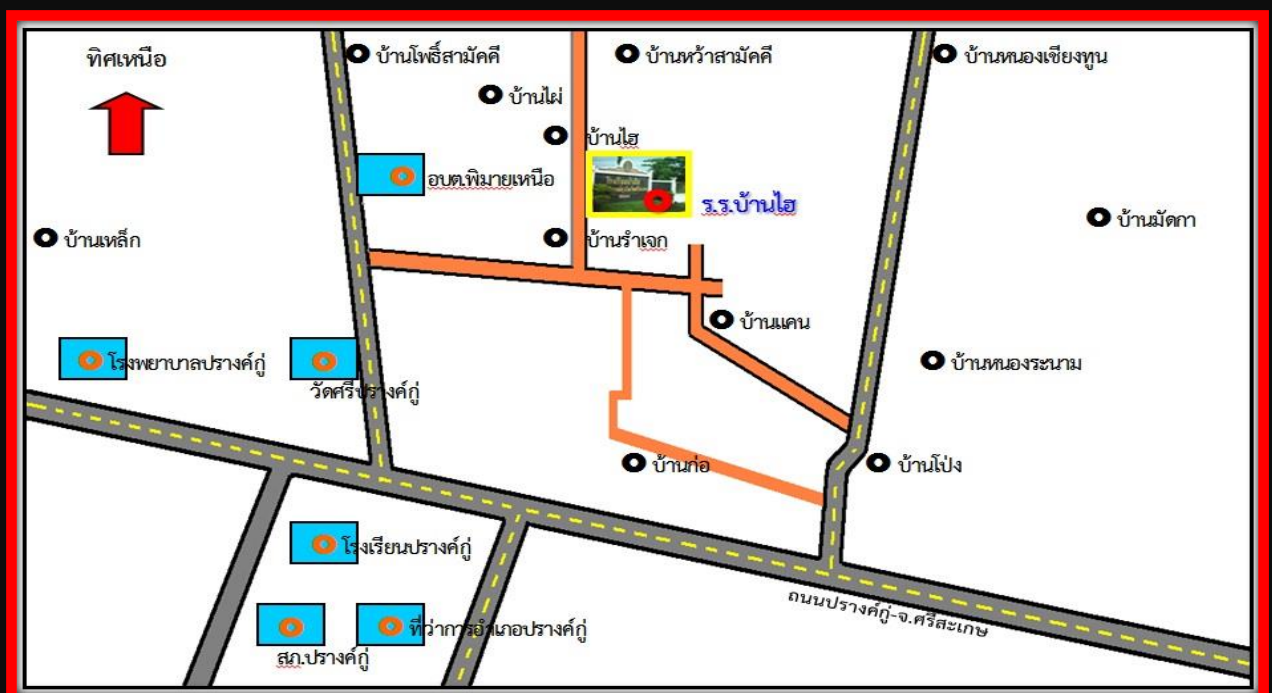 ทิศเหนือ
บ้านโพธิ์สามัคคี
บ้านหว้าสามัคคี
บ้านหนองเชียงทูน
บ้านไผ่
บ้านไฮ
อบต.พิมายเหนือ
ร.ร.บ้านไฮ
บ้านมัดกา
บ้านเหล็ก
บ้านรำเจก
บ้านแคน
โรงพยาบาลปรางค์กู่
วัดศรีปรางค์กู่
บ้านหนองระนาม
บ้านก่อ
บ้านโป่ง
โรงเรียนปรางค์กู่
ถนนปรางค์กู่-จ.ศรีสะเกษ
ที่ว่าการอำเภอปรางค์กู่
สภ.ปรางค์กู่